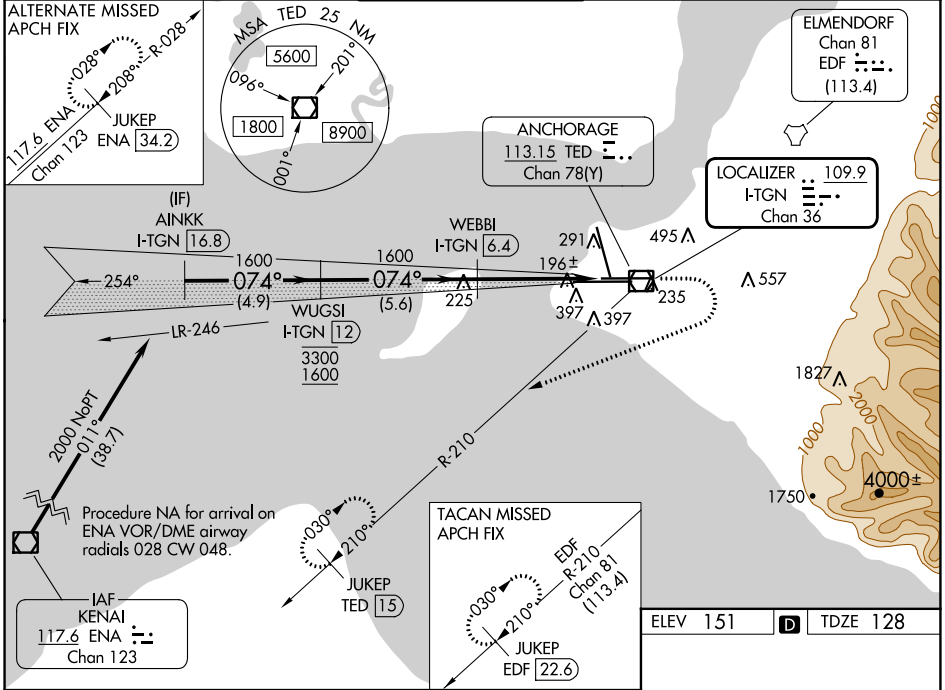 ALTERNATE MISSED
APCH FIX
028°
208°
R-028
JUKEP
ENA 34.2
117.6 ENA
Chan 123
MSA TED 25 NM
5600
096°
201°
1800
8900
001°
ELMENDORF
Chan 81
EDF
(113.4)
ANCHORAGE
113.15 TED
Chan 78(Y)
LOCALIZER 109.9
I-TGN
Chan 36
(IF)
AINKK
I-TGN 16.8
WEBBI
I-TGN 6.4
1600
1600
254°
074°
074°
(4.9)
(5.6)
WUGSI
I-TGN 12
3300
1600
LR-246
225
291
196±
397
397
495
235
557
1827
1000
1000
2000
1750
4000±
2000 NoPT
011°
(38.7)
Procedure NA for arrival on
ENA VOR/DME airway
radials 028 CW 048.
IAF
KENAI
117.6 ENA
Chan 123
R-210
030°
210°
JUKEP
TED 15
TACAN MISSED
APCH FIX
EDF
R-210
Chan 81
(113.4)
030°
210°
JUKEP
EDF 22.6
ELEV 151
D
TDZE 128